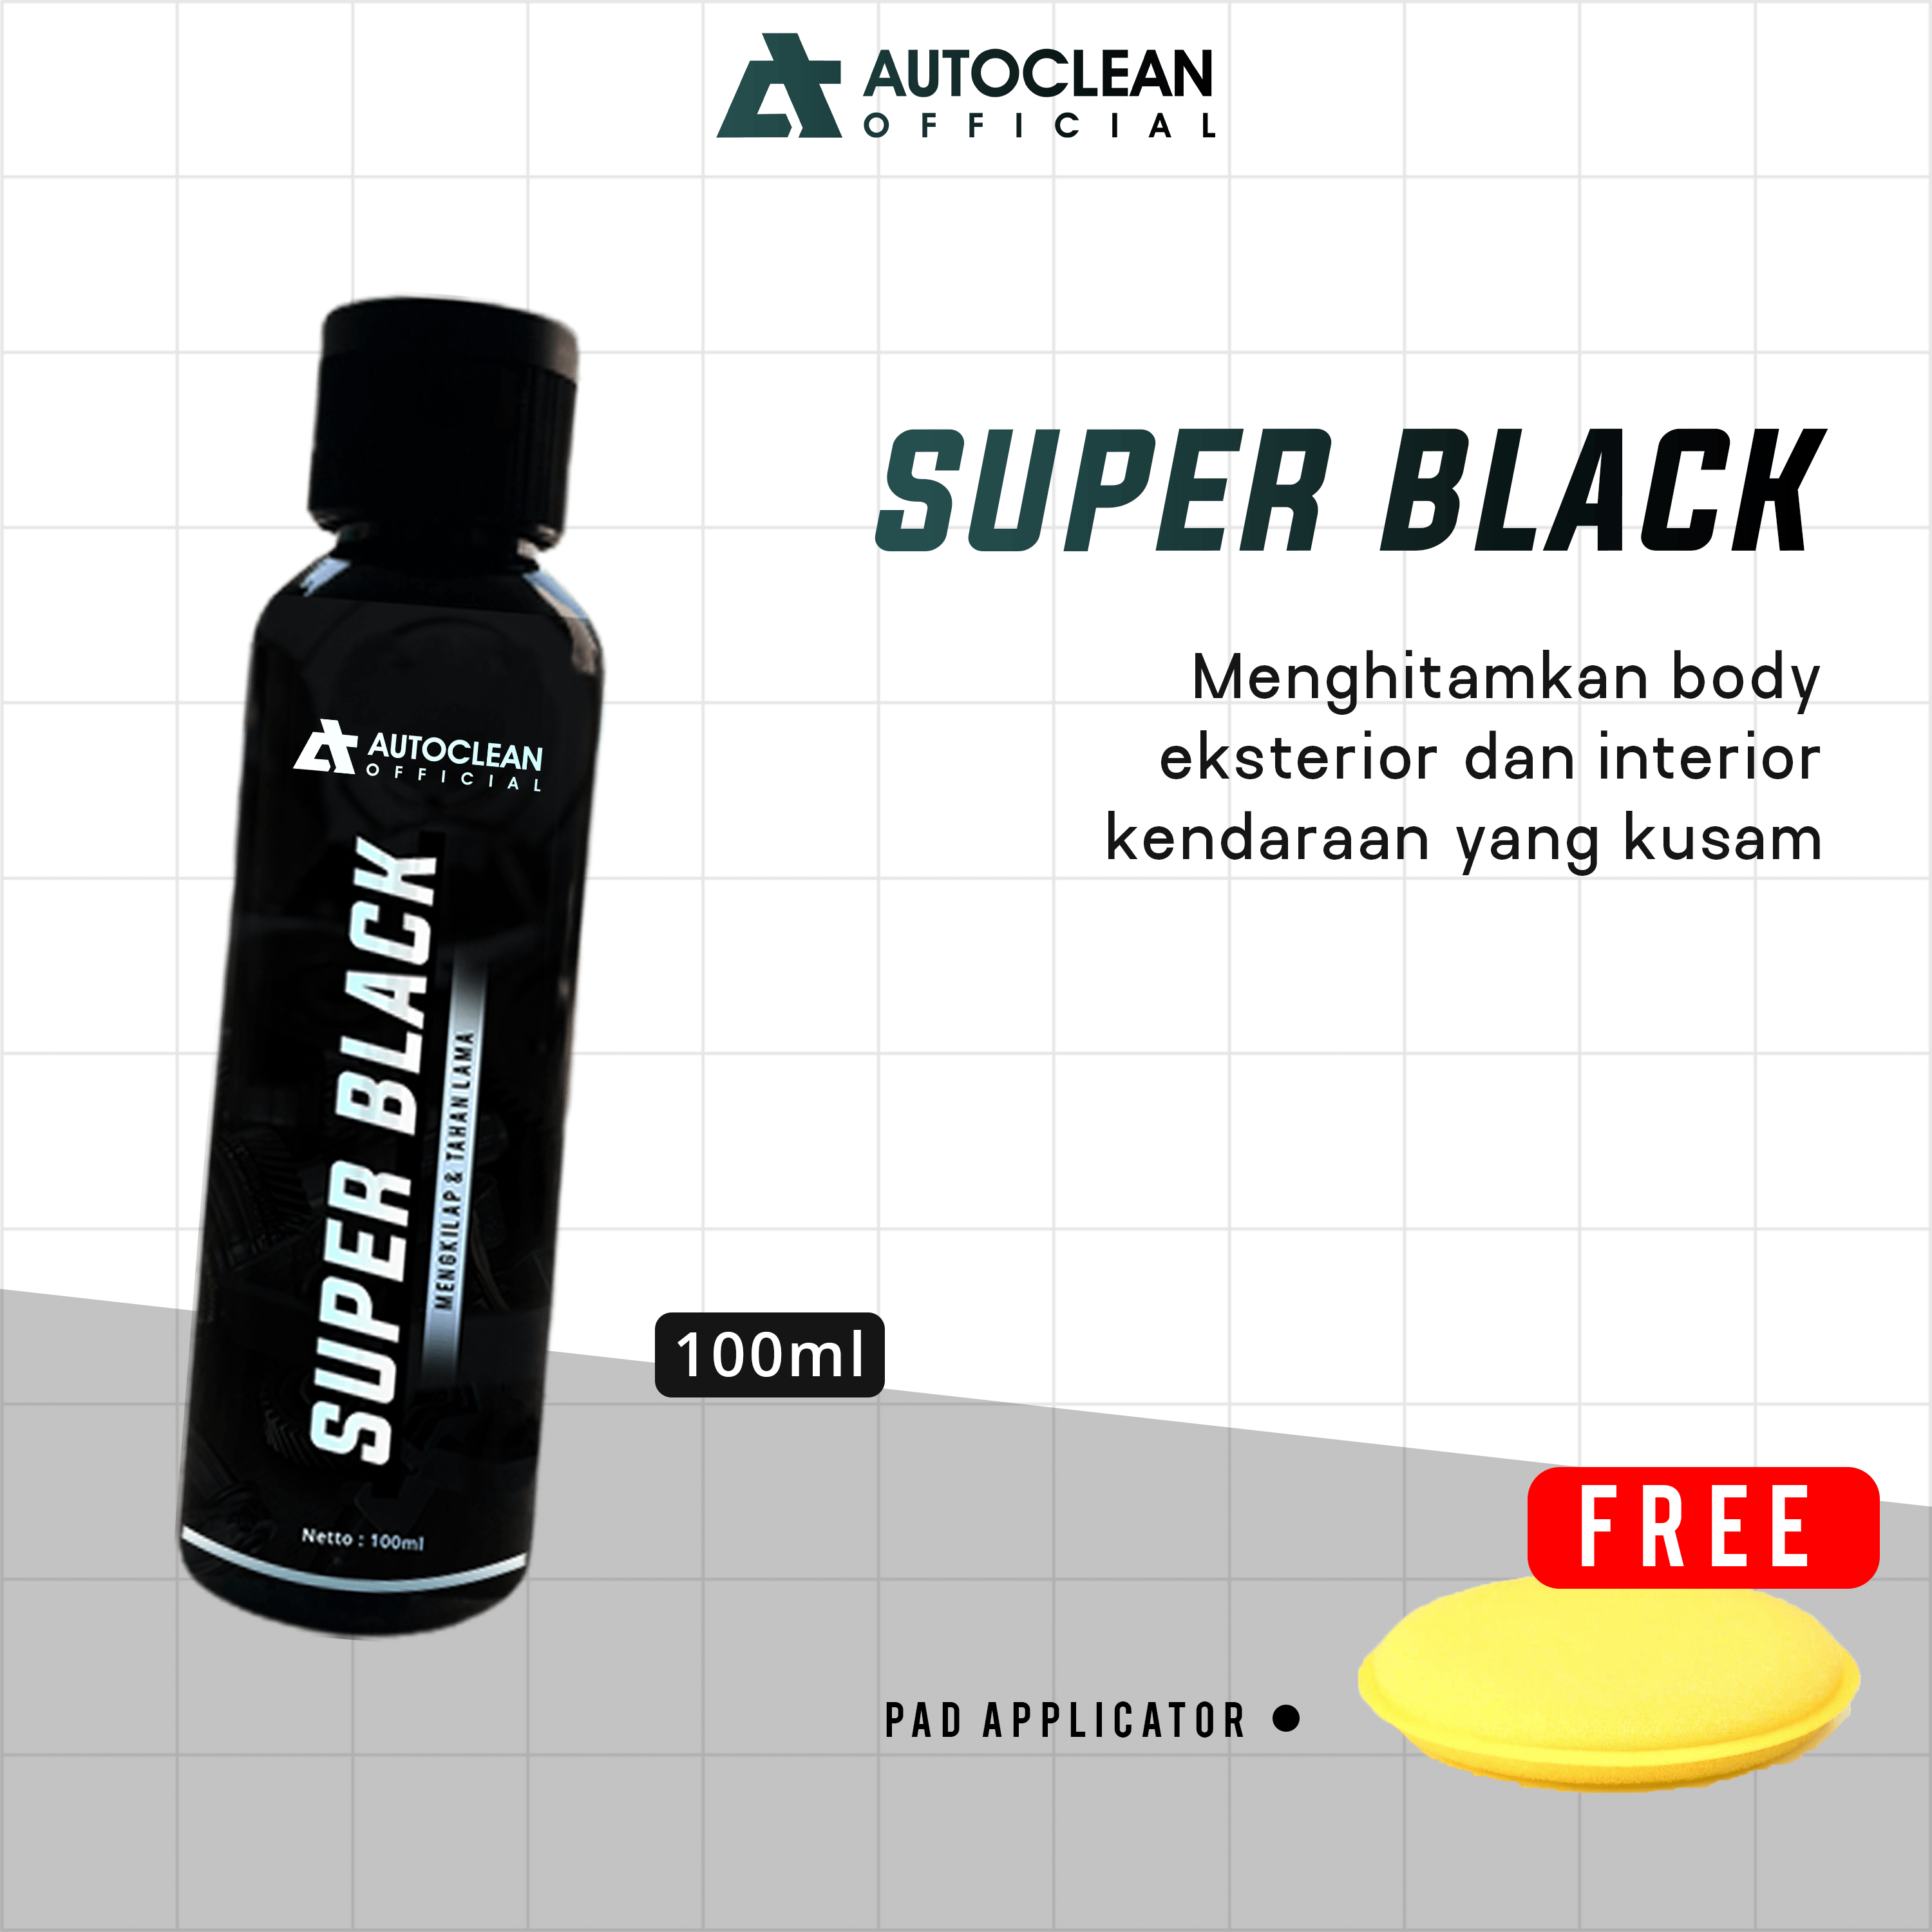 AUTOCLEAN
OFFICIAL
SUPER BLACK
Menghitamkan body
eksterior dan interior
kendaraan yang kusam
AUTOCLEAN
OFFICIAL
SUPER BLACK
MENGKILAP & TAHAN LAMA
Netto : 100ml
100ml
FREE
PAD APPLICATOR